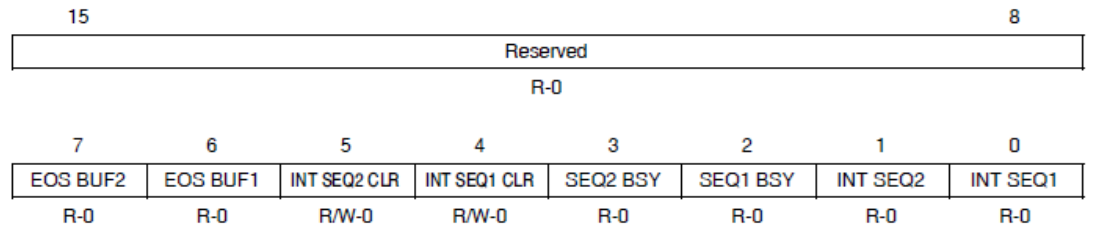 15 8
Reserved
R-0
7 6 5 4 3 2 1 0
EOS BUF2 EOS BUF1 INT SEQ2 CLR INT SEQ1 CLR SEQ2 BSY SEQ1 BSY INT SEQ2 INT SEQ1
R-0 R-0 R/W-0 R/W-0 R-0 R-0 R-0 R-0